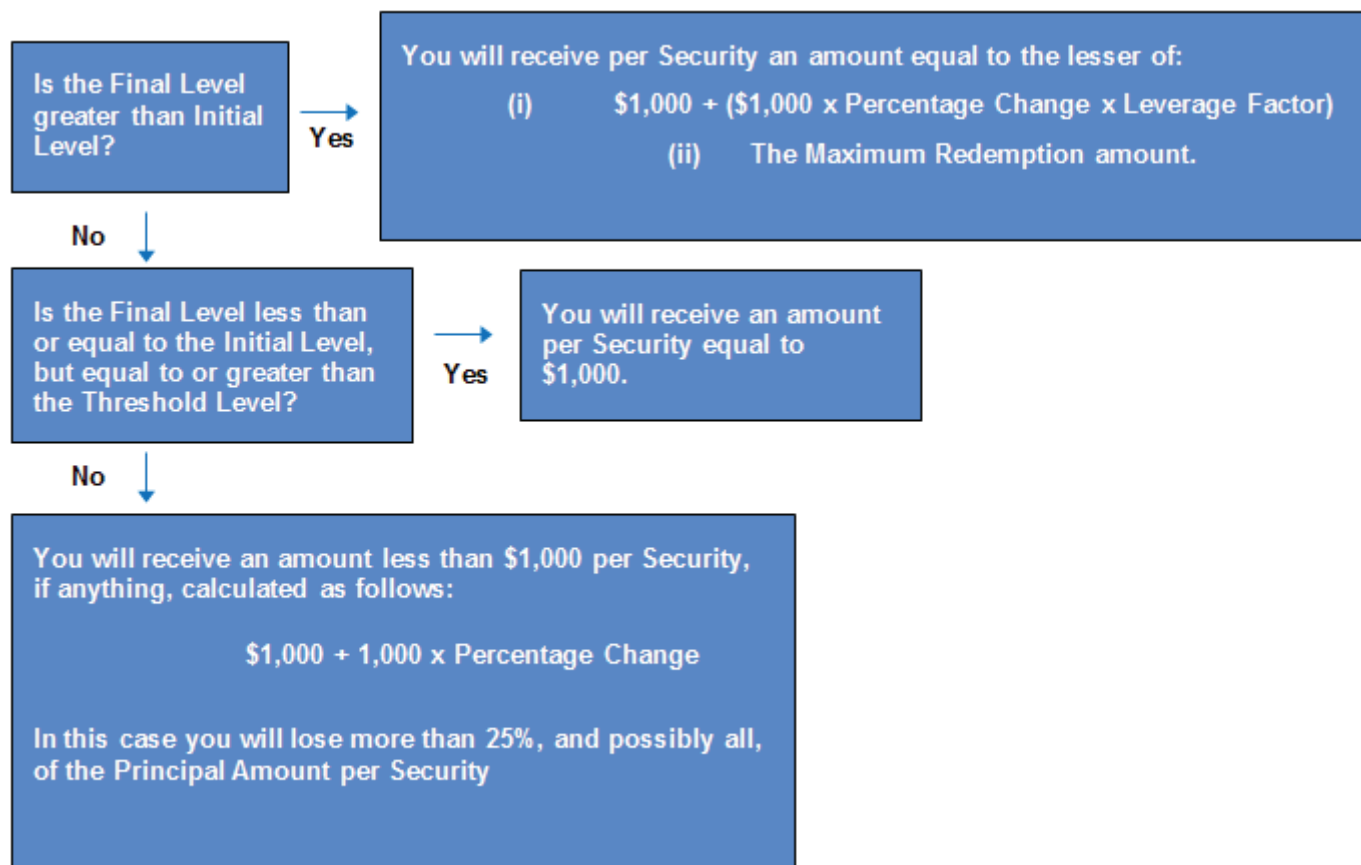 Is the Final Level
greater than Initial
Level?
Yes
You will receive per Security an amount equal to the lesser of:
(i) $1,000 + ($1,000 x Percentage Change x Leverage Factor)
(ii) The Maximum Redemption amount.
No
Is the Final Level less than
or equal to the Initial Level,
but equal to or greater than
the Threshold Level?
Yes
You will receive an amount
per Security equal to
$1,000.
No
You will receive an amount less than $1,000 per Security,
if anything, calculated as follows:
$1,000 + 1,000 x Percentage Change
In this case you will lose more than 25%, and possibly all,
of the Principal Amount per Security